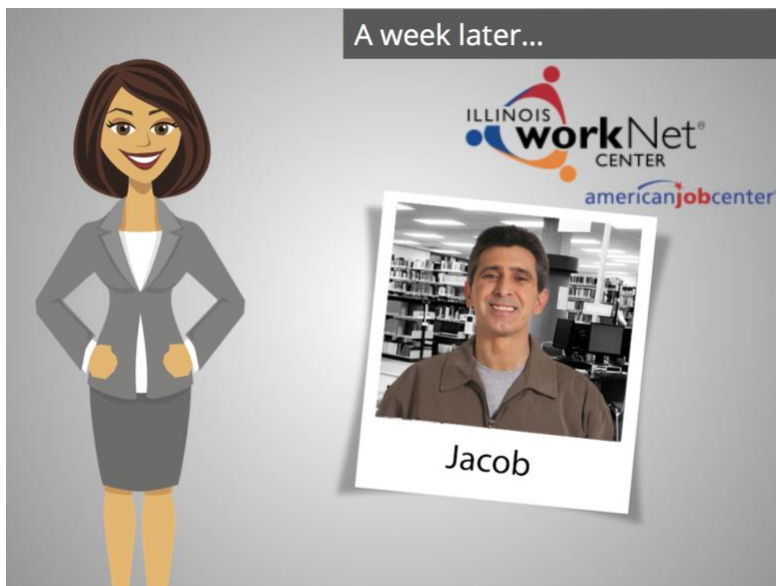 A week later...
ILLINOIS
workNet®
CENTER
americanjobcenter
Jacob